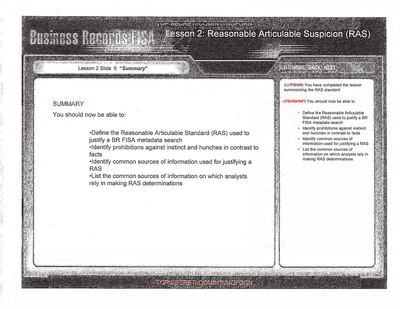 TOP SECRET//COMINT//NOFORN
Business Records FISA
Lesson 2: Reasonable Articulable Suspicion (RAS)
Lesson 2 Slide 6 "Summary"
BACK NEXT
SUMMARY
You should now be able to:
•Define the Reasonable Articulable Standard (RAS) used to
justify a BR FISA metadata search
•Identify prohibitions against instinct and hunches in contrast to
facts
•Identify common sources of information used for justifying a
RAS
•List the common sources of information on which analysts
rely in making RAS determinations
You have completed the lesson
summarizing the RAS standard
You should now be able to:
• Define the Reasonable Articulable
Standard (RAS) used to justify a BR
FISA metadata search
• Identify prohibitions against instinct
and hunches in contrast to facts
• Identify common sources of
information used for justifying a RAS
• List the common sources of
information on which analysts rely
in making RAS determinations
TOP SECRET//COMINT//NOFORN